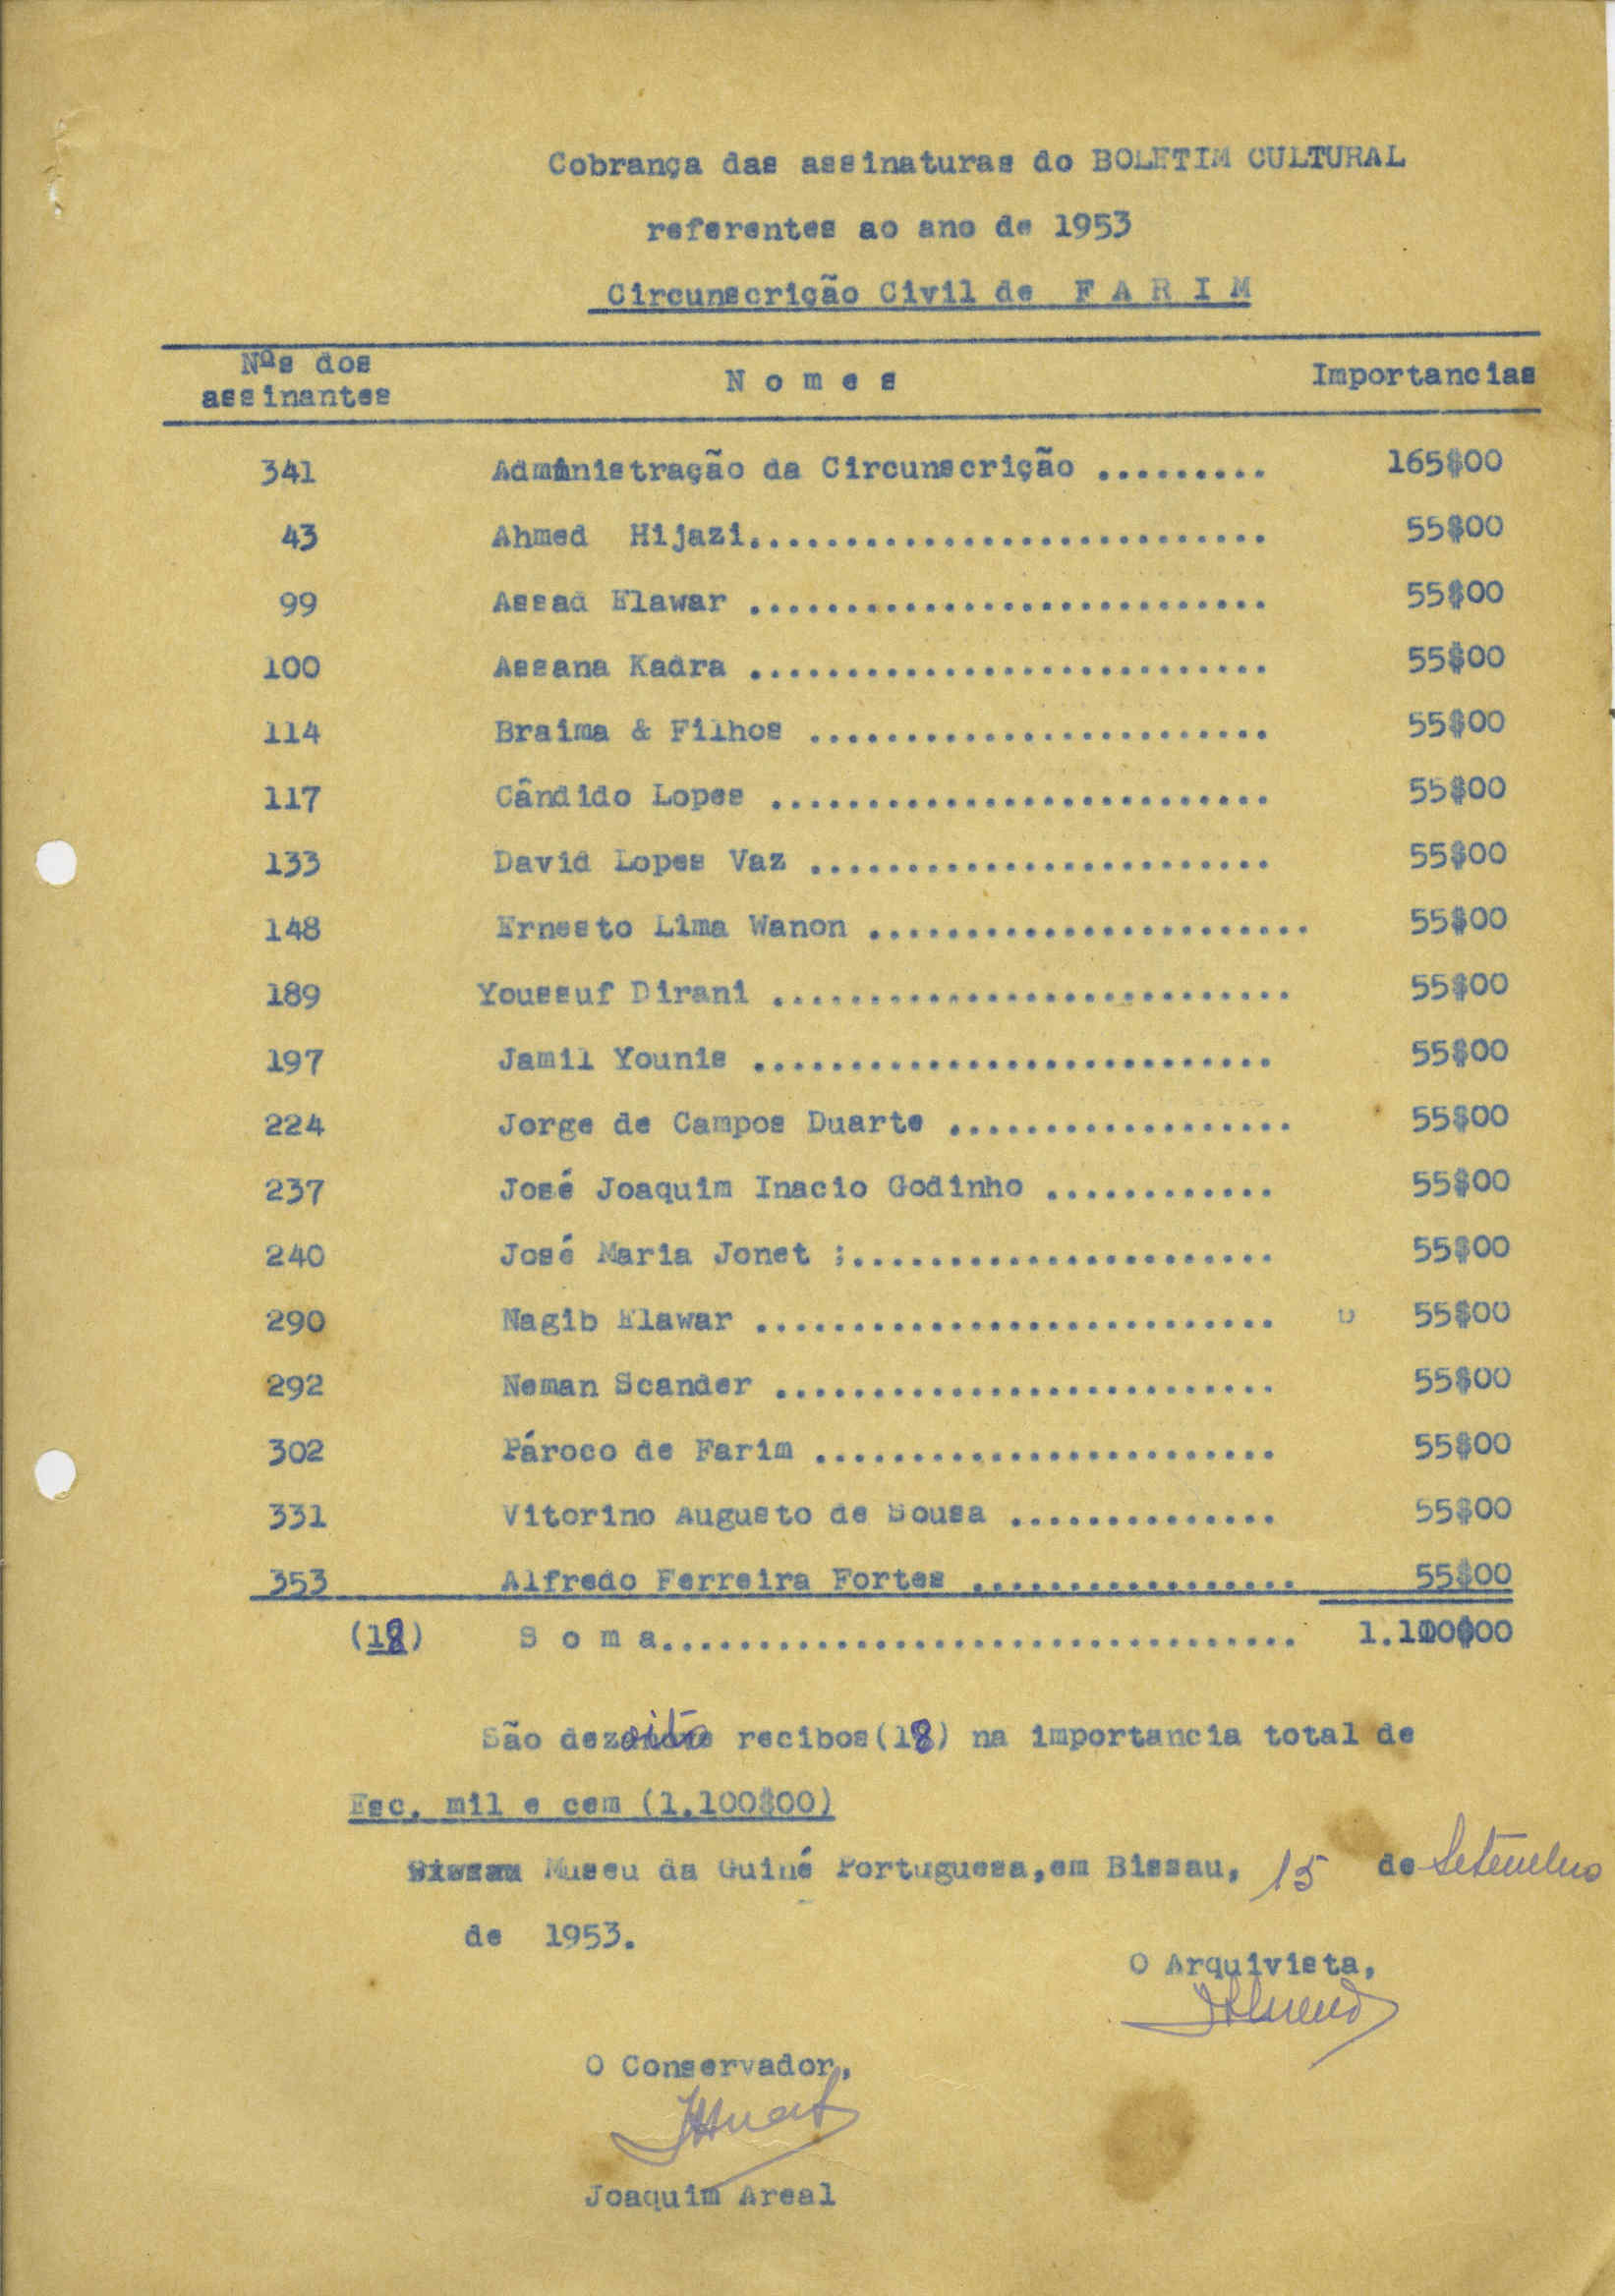 Cobrança das assinaturas do BOLETIM CULTURAL
referentes ao ano de 1953
Circunscrição Civil de F A R I M
Nºs dos assinantes N o m e s Importancias
341 Administração da Circunscrição ......... 165$00
43 Ahmed Hijazi........................... 55$00
99 Assad Elawar ........................... 55$00
100 Assana Kadra ........................... 55$00
114 Braima & Filhos ........................ 55$00
117 Cândido Lopes .......................... 55$00
133 David Lopes Vaz ........................ 55$00
148 Ernesto Lima Wanon ....................... 55$00
189 Youssuf Dirani ........................... 55$00
197 Jamil Younis ........................... 55$00
224 Jorge de Campos Duarte .................. 55$00
237 José Joaquim Inacio Godinho ............ 55$00
240 José Maria Jonet ;...................... 55$00
290 Nagib Elawar ........................... 55$00
292 Neman Scander .......................... 55$00
302 Pároco de Farim ........................ 55$00
331 Vitorino Augusto de Sousa .............. 55$00
353 Alfredo Ferreira Fortes ................. 55$00
(18) S o m a................................. 1.100$00
São dezoito recibos(18) na importancia total de
Esc. mil e cem (1.100$00)
Bissau Museu da Guiné Portuguesa,em Bissau, 15 de Setembro
de 1953.
O Arquivista,
O Conservador,
Joaquim Areal